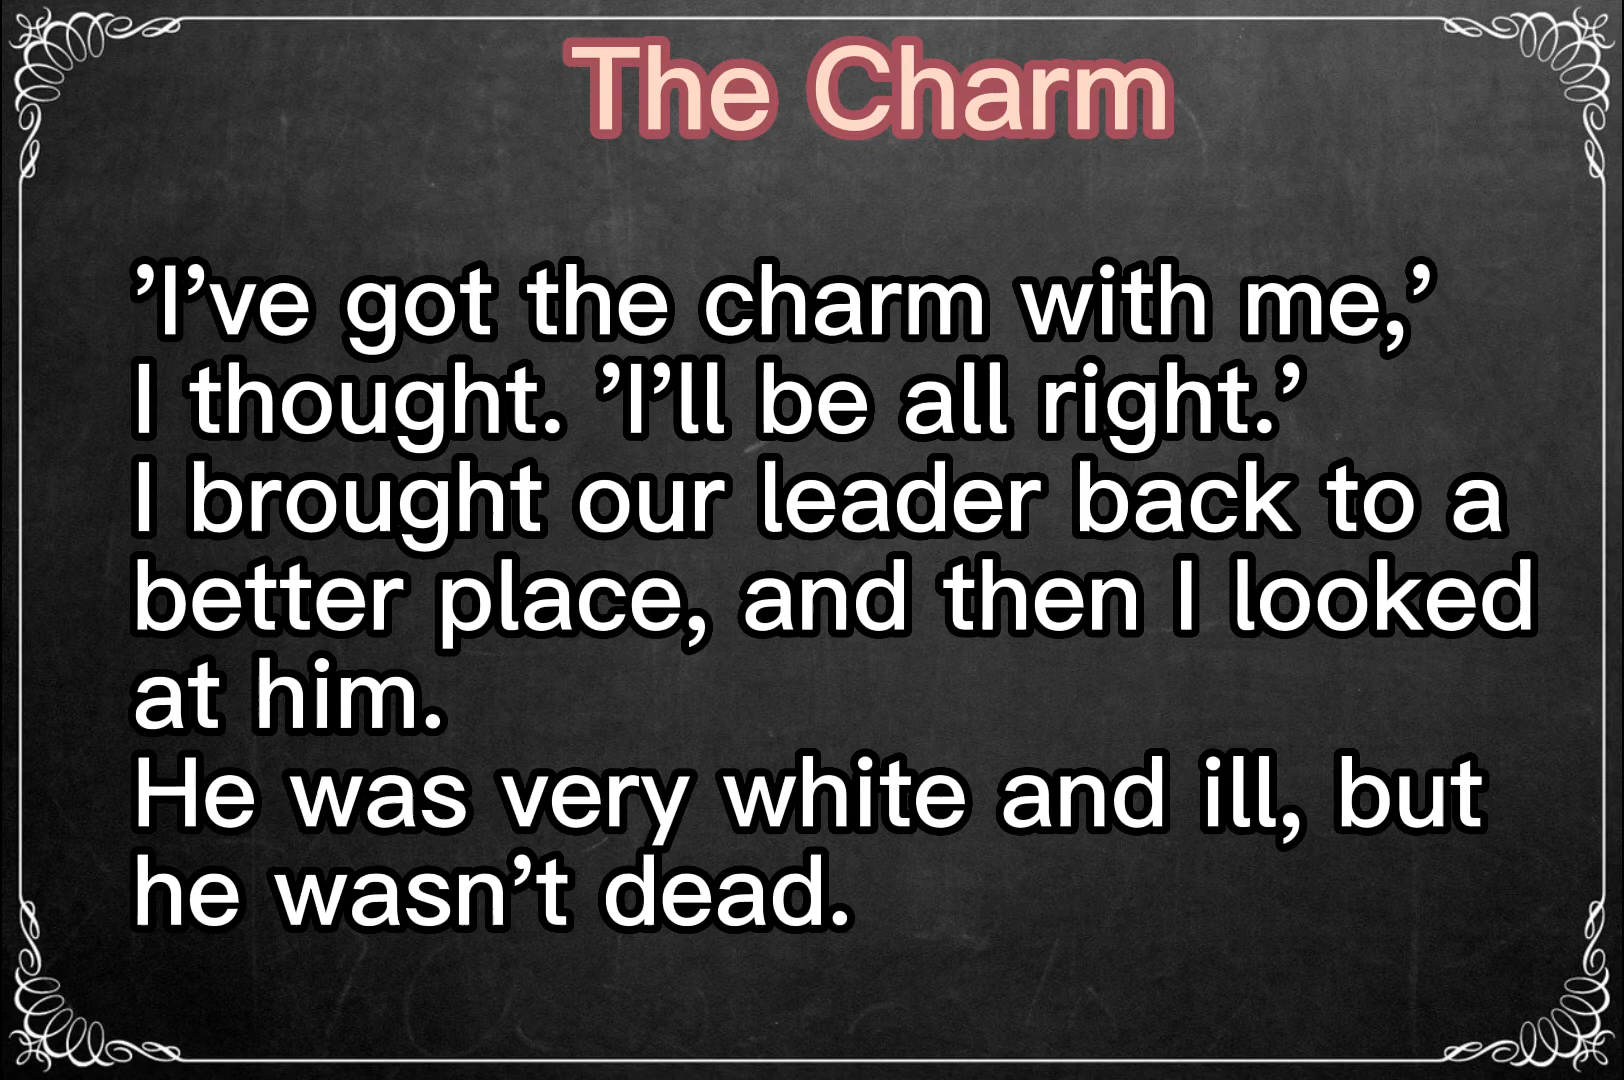 The Charm
’I’ve got the charm with me,’
I thought. ’I’ll be all right.’
I brought our leader back to a
better place, and then I looked
at him.
He was very white and ill, but
he wasn’t dead.